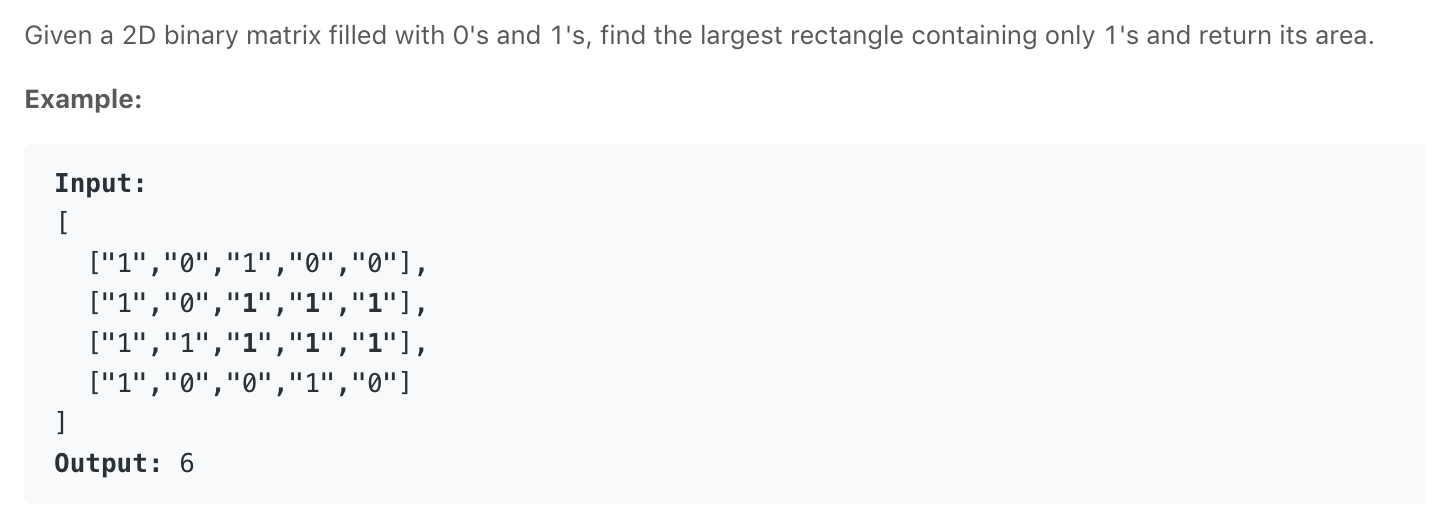 Given a 2D binary matrix filled with 0's and 1's, find the largest rectangle containing only 1's and return its area.
Example:
Input:
[
  ["1","0","1","0","0"],
  ["1","0","1","1","1"],
  ["1","1","1","1","1"],
  ["1","0","0","1","0"]
]
Output: 6